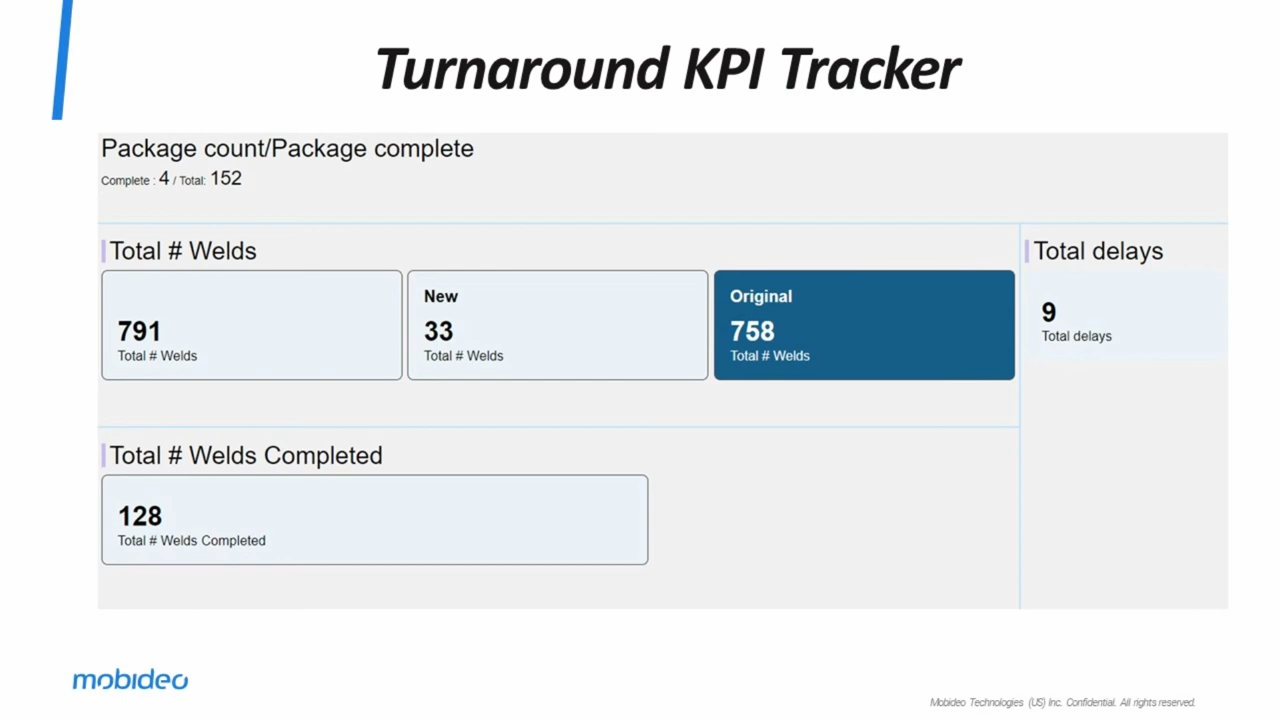 Turnaround KPI Tracker
Package count/Package complete
Complete : 4 / Total: 152
Total # Welds
791
Total # Welds
New
33
Total # Welds
Original
758
Total # Welds
Total delays
9
Total delays
Total # Welds Completed
128
Total # Welds Completed
mobideo
Mobideo Technologies (US) Inc. Confidential. All rights reserved.